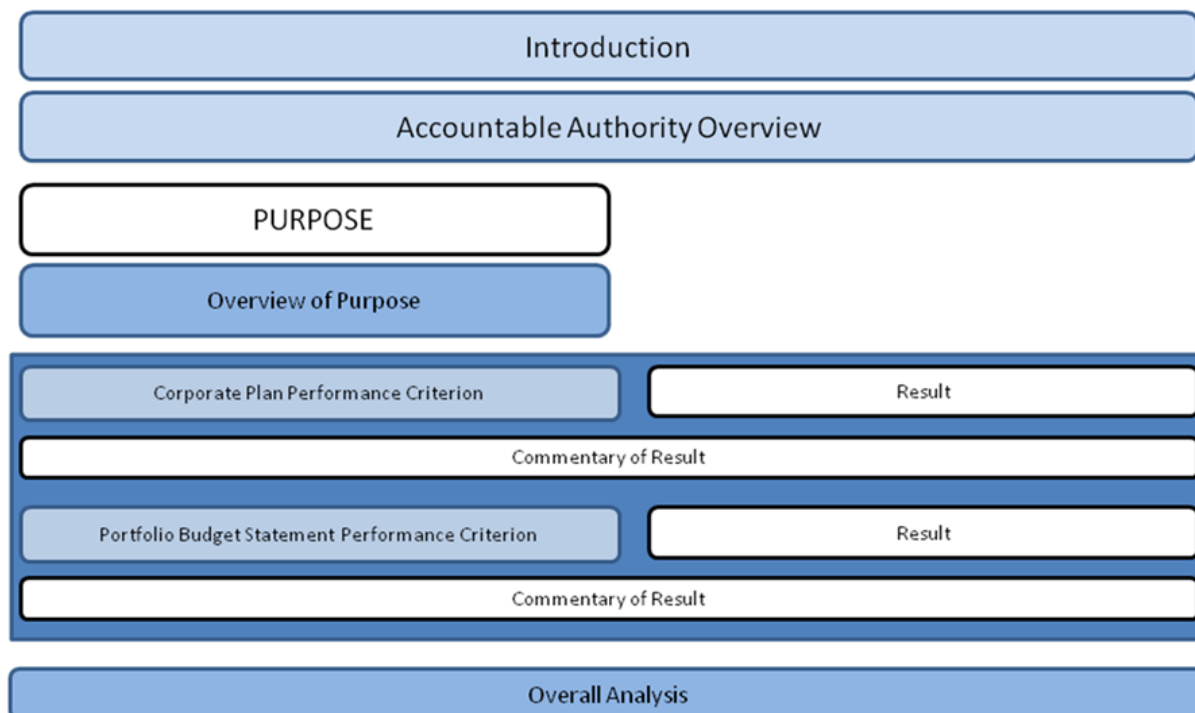 Introduction
Accountable Authority Overview
PURPOSE
Overview of Purpose
Corporate Plan Performance Criterion
Result
Commentary of Result
Portfolio Budget Statement Performance Criterion
Result
Commentary of Result
Overall Analysis